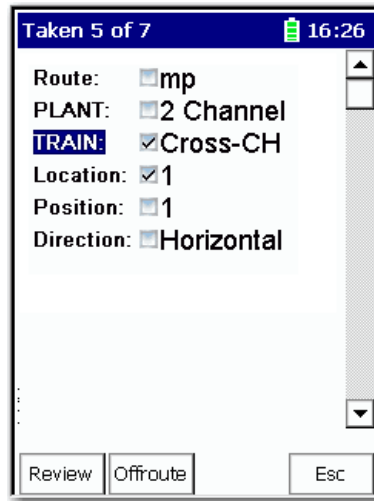 Taken 5 of 7 16:26
Route: mp
PLANT: 2 Channel
TRAIN: Cross-CH
Location: 1
Position: 1
Direction: Horizontal
Review Offroute Esc